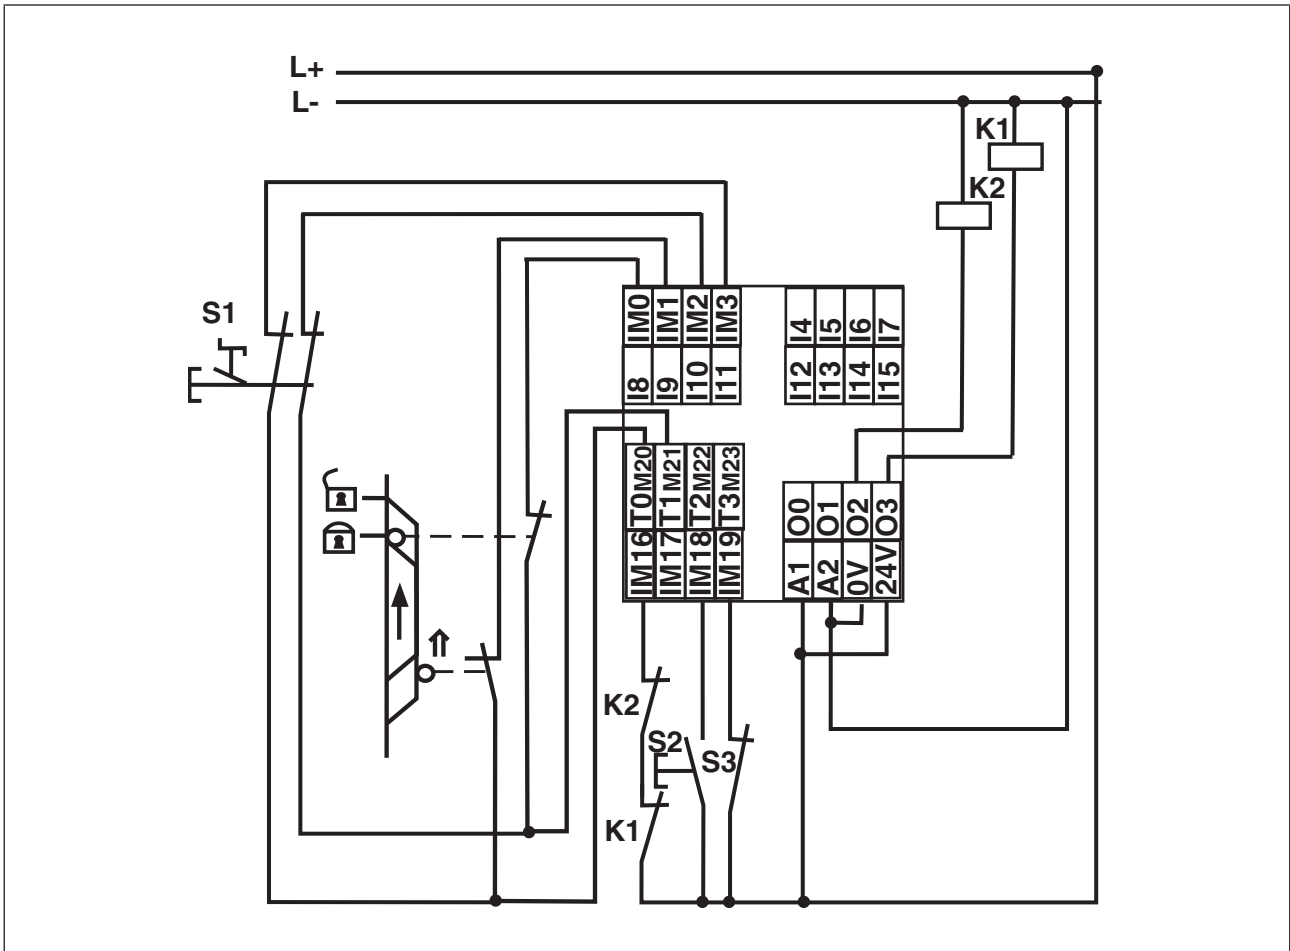 L+
L-
K1
K2
S1
IM0 IM1 IM2 IM3 I4 I5 I6 I7
I8 I9 I10 I11 I12 I13 I14 I15
T0M20 T1M21 T2M22 T3M23 O0 O1 O2 O3
IM16 IM17 IM18 IM19 A1 A2 0V 24V
K2
S2
S3
K1